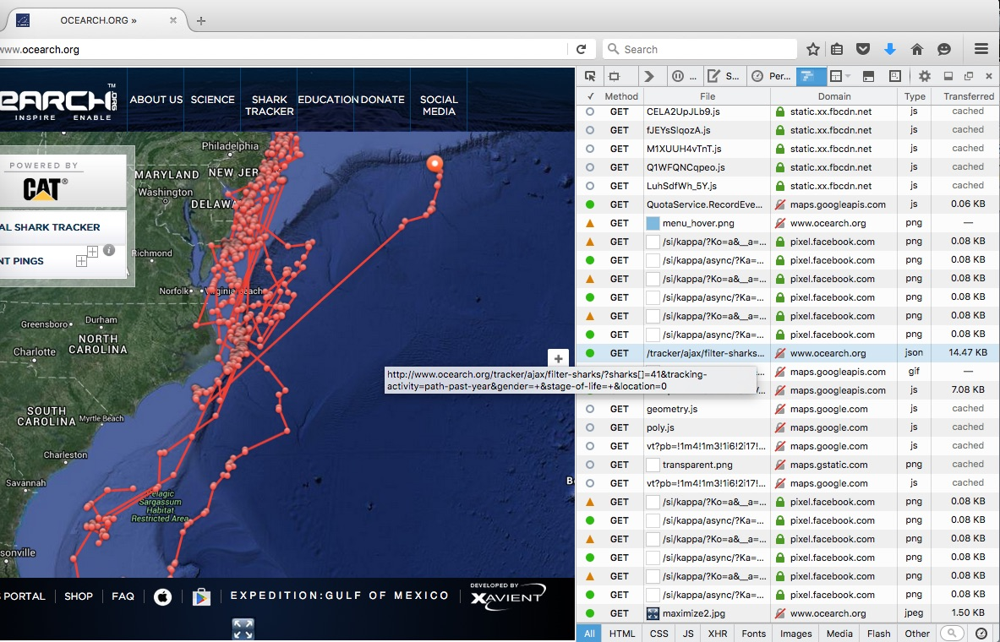 OCEARCH.ORG »
www.ocearch.org
Search
EARCH.ORG™
INSPIRE ENABLE
ABOUT US
SCIENCE
SHARK
TRACKER
EDUCATION
DONATE
SOCIAL
MEDIA
POWERED BY
CAT®
AL SHARK TRACKER
NT PINGS
Philadelphia
MARYLAND
NEW JER
Washington
DELAWA
Richmond
Norfolk
Virginia Beach
Greensboro
Durham
NORTH
CAROLINA
Charlotte
SOUTH
CAROLINA
Myrtle Beach
Charleston
Savannah
Pelagic
Sargassum
Habitat
Restricted Area
sonville
B
PORTAL
SHOP
FAQ
EXPEDITION:GULF OF MEXICO
DEVELOPED BY
XAVIENT
... S... Per...
✓ Method File Domain Type Transferred
GET CELA2UpJLb9.js static.xx.fbcdn.net js cached
GET fJEYsSlqozA.js static.xx.fbcdn.net js cached
GET M1XUUH4vTnT.js static.xx.fbcdn.net js cached
GET Q1WFQNCqpeo.js static.xx.fbcdn.net js cached
GET LuhSdfWh_5Y.js static.xx.fbcdn.net js cached
GET QuotaService.RecordEve... maps.googleapis.com js 0.06 KB
GET menu_hover.png www.ocearch.org png —
GET /si/kappa/?Ko=a&__a=... pixel.facebook.com png 0.08 KB
GET /si/kappa/async/?Ka=... pixel.facebook.com png 0.08 KB
GET /si/kappa/?Ko=a&__a=... pixel.facebook.com png 0.08 KB
GET /si/kappa/async/?Ka=... pixel.facebook.com png 0.08 KB
GET /si/kappa/?Ko=a&__a=... pixel.facebook.com png 0.08 KB
GET /si/kappa/async/?Ka=... pixel.facebook.com png 0.08 KB
GET /tracker/ajax/filter-sharks... www.ocearch.org json 14.47 KB
http://www.ocearch.org/tracker/ajax/filter-sharks/?sharks[]=41&tracking-
activity=path-past-year&gender=+&stage-of-life=+&location=0
maps.googleapis.com gif —
maps.googleapis.com js 7.08 KB
GET geometry.js maps.google.com js cached
GET poly.js maps.google.com js cached
GET vt?pb=!1m4!1m3!1i6!2i17!... maps.google.com js cached
GET transparent.png maps.gstatic.com png cached
GET vt?pb=!1m4!1m3!1i6!2i17!... maps.google.com js cached
GET /si/kappa/?Ko=a&__a=... pixel.facebook.com png 0.08 KB
GET /si/kappa/async/?Ka=... pixel.facebook.com png 0.08 KB
GET /si/kappa/?Ko=a&__a=... pixel.facebook.com png 0.08 KB
GET /si/kappa/async/?Ka=... pixel.facebook.com png 0.08 KB
GET /si/kappa/?Ko=a&__a=... pixel.facebook.com png 0.08 KB
GET /si/kappa/async/?Ka=... pixel.facebook.com png 0.08 KB
GET maximize2.jpg www.ocearch.org jpeg 1.50 KB
All HTML CSS JS XHR Fonts Images Media Flash Other